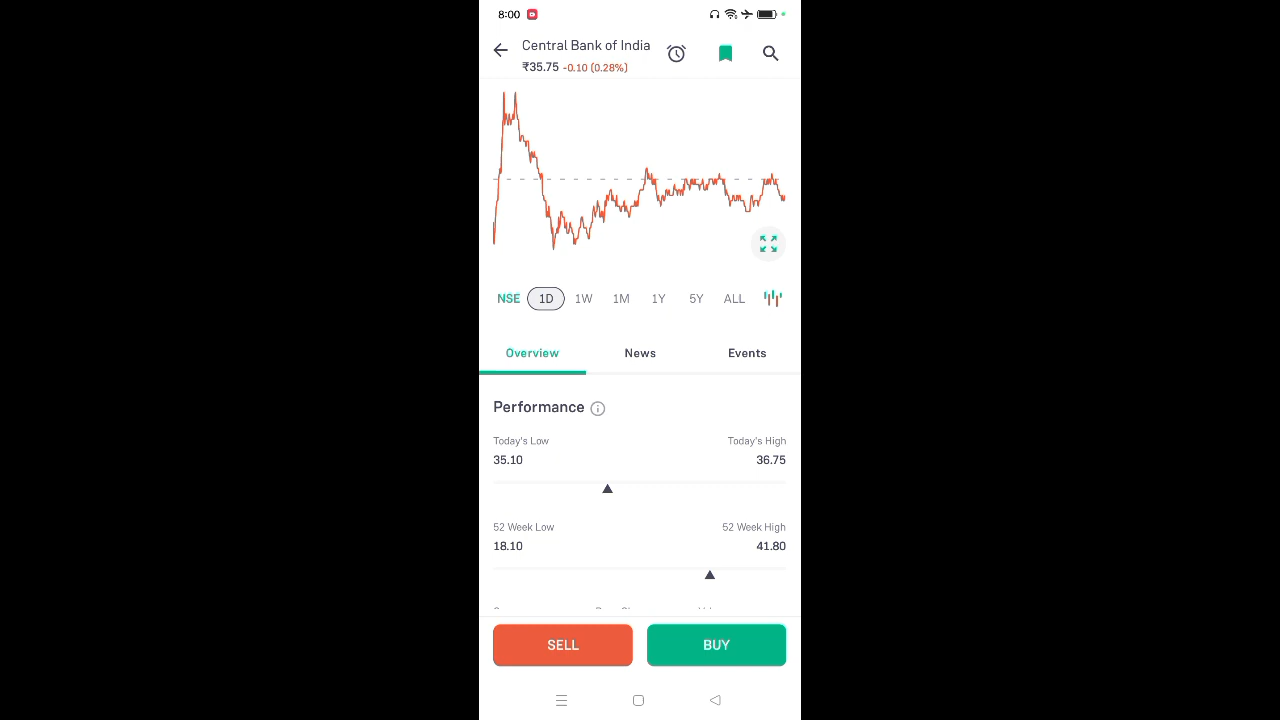 8:00
Central Bank of India
₹35.75 -0.10 (0.28%)
NSE 1D 1W 1M 1Y 5Y ALL
Overview News Events
Performance
Today's Low Today's High
35.10 36.75
52 Week Low 52 Week High
18.10 41.80
SELL BUY